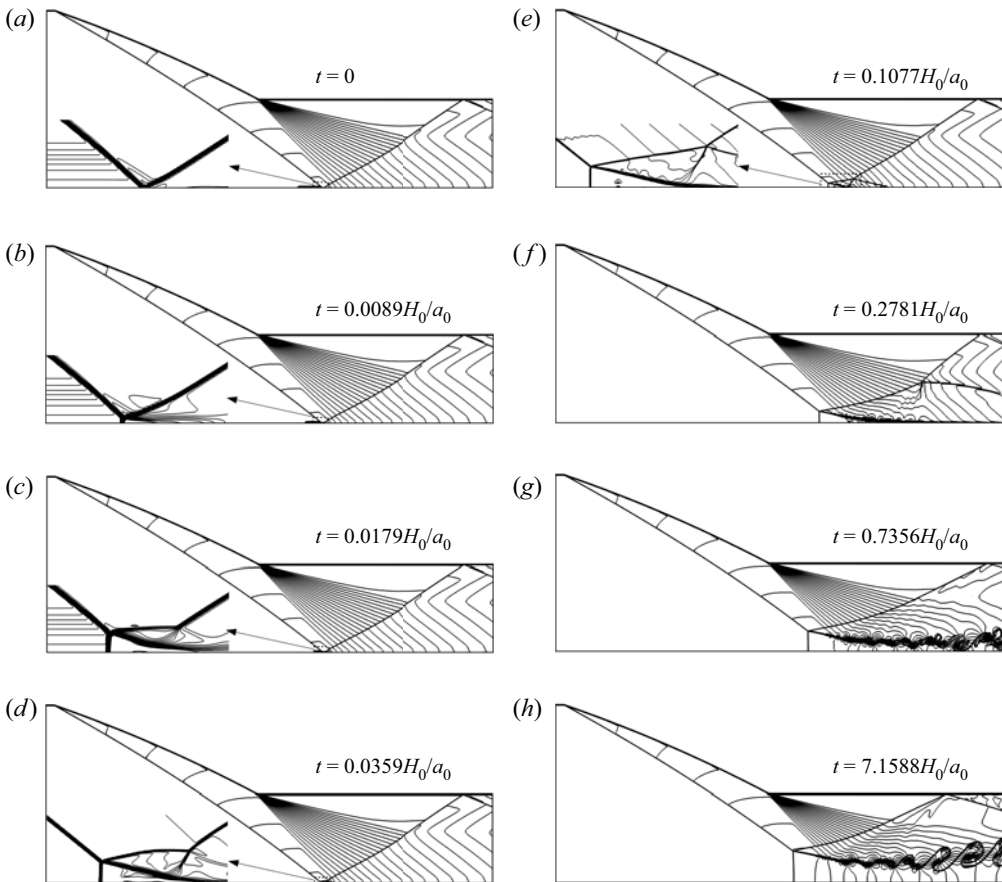 (a)
t = 0
(b)
t = 0.0089H₀/a₀
(c)
t = 0.0179H₀/a₀
(d)
t = 0.0359H₀/a₀
(e)
t = 0.1077H₀/a₀
(f)
t = 0.2781H₀/a₀
(g)
t = 0.7356H₀/a₀
(h)
t = 7.1588H₀/a₀